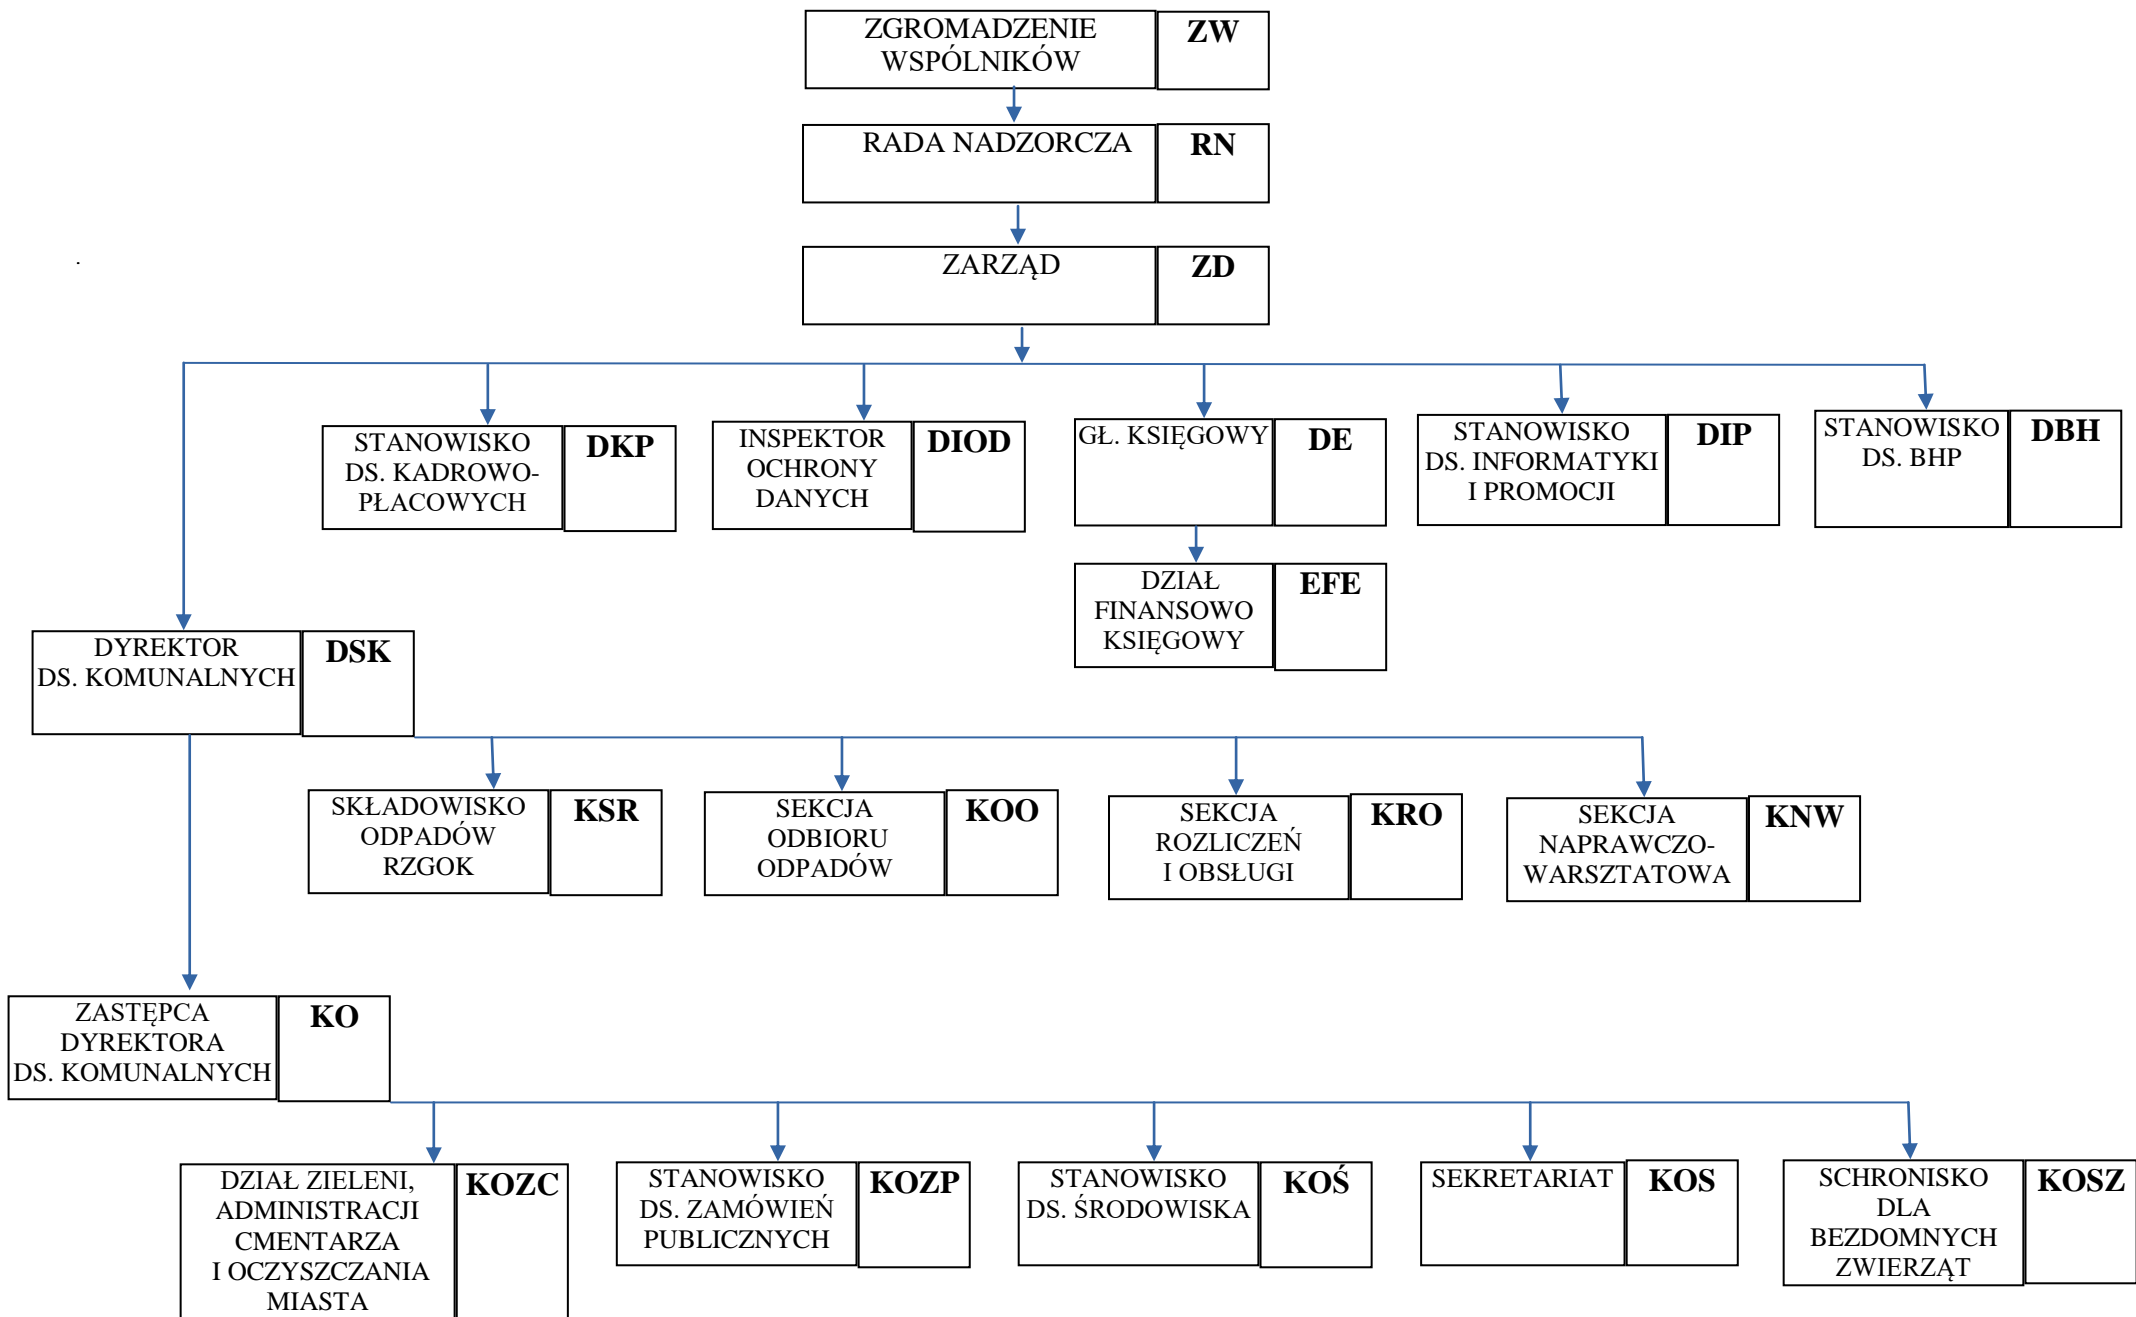 ZGROMADZENIE
WSPÓLNIKÓW
ZW
RADA NADZORCZA
RN
.
ZARZĄD
ZD
STANOWISKO
DS. KADROWO-
PŁACOWYCH
DKP
INSPEKTOR
OCHRONY
DANYCH
DIOD
GŁ. KSIĘGOWY
DE
STANOWISKO
DS. INFORMATYKI
I PROMOCJI
DIP
STANOWISKO
DS. BHP
DBH
DZIAŁ
FINANSOWO
KSIĘGOWY
EFE
DYREKTOR
DS. KOMUNALNYCH
DSK
SKŁADOWISKO
ODPADÓW
RZGOK
KSR
SEKCJA
ODBIORU
ODPADÓW
KOO
SEKCJA
ROZLICZEŃ
I OBSŁUGI
KRO
SEKCJA
NAPRAWCZO-
WARSZTATOWA
KNW
ZASTĘPCA
DYREKTORA
DS. KOMUNALNYCH
KO
DZIAŁ ZIELENI,
ADMINISTRACJI
CMENTARZA
I OCZYSZCZANIA
MIASTA
KOZC
STANOWISKO
DS. ZAMÓWIEŃ
PUBLICZNYCH
KOZP
STANOWISKO
DS. ŚRODOWISKA
KOŚ
SEKRETARIAT
KOS
SCHRONISKO
DLA
BEZDOMNYCH
ZWIERZĄT
KOSZ